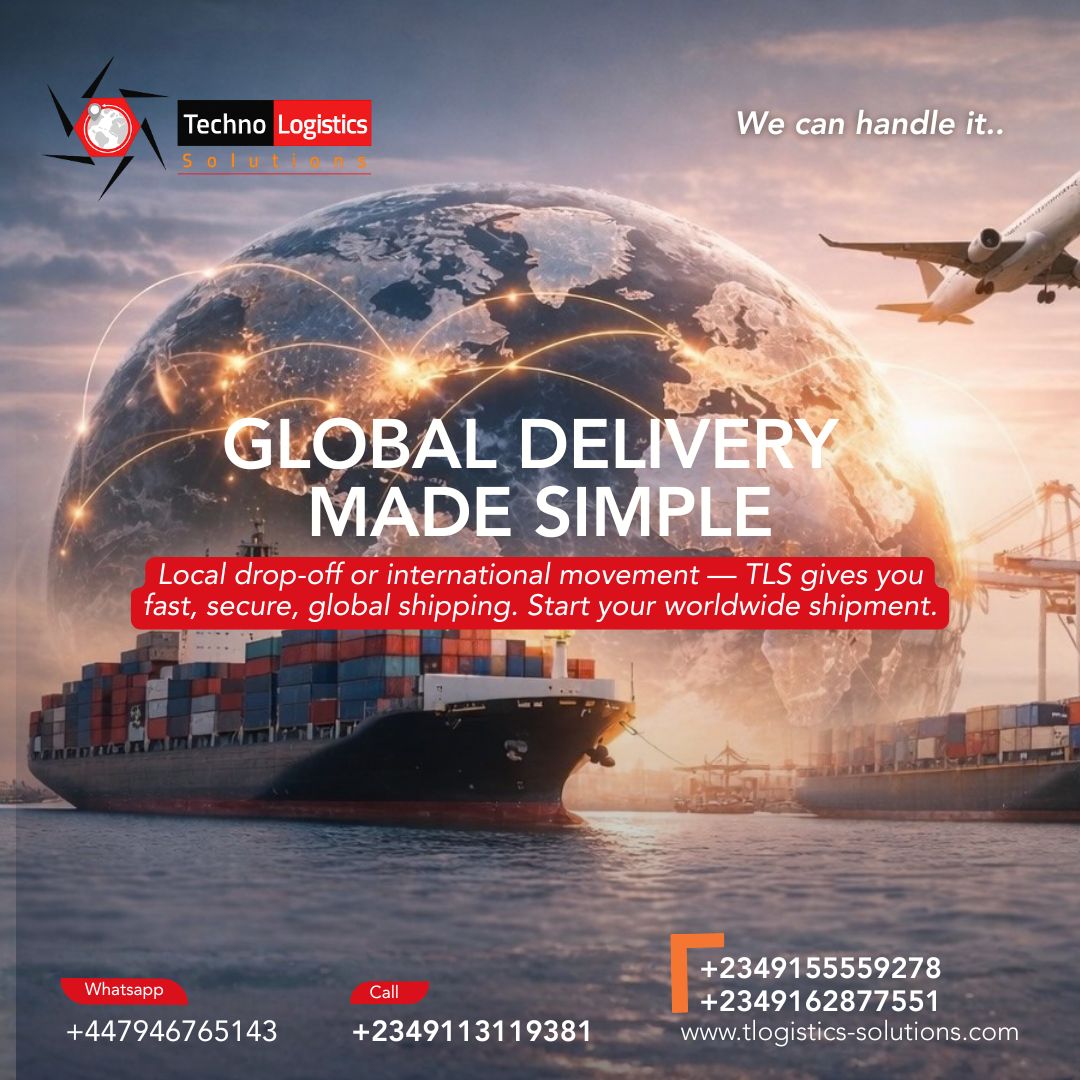 Techno Logistics
Solutions
We can handle it..
GLOBAL DELIVERY
MADE SIMPLE
Local drop-off or international movement — TLS gives you
fast, secure, global shipping. Start your worldwide shipment.
Whatsapp
+447946765143
Call
+2349113119381
+2349155559278
+2349162877551
www.tlogistics-solutions.com